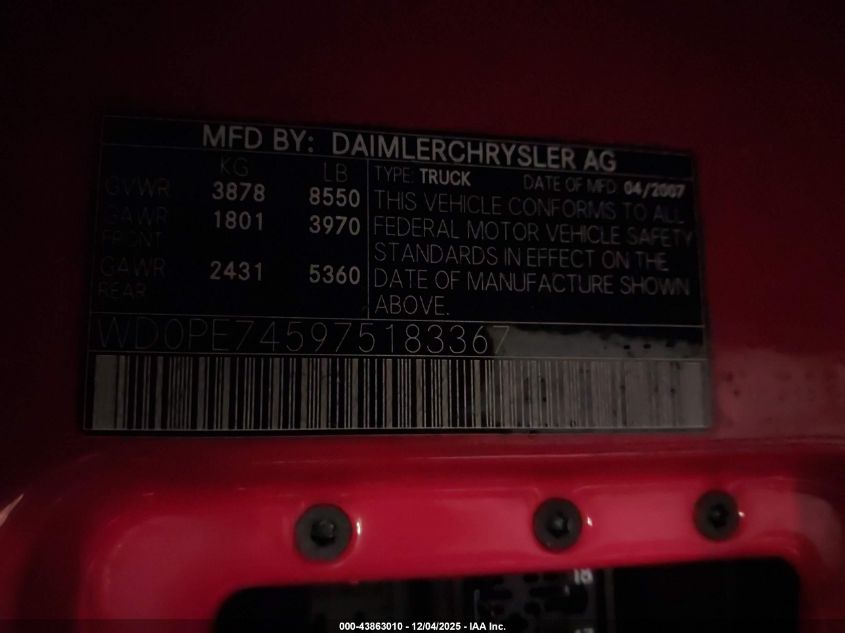 MFD BY: DAIMLERCHRYSLER AG
KG LB
GVWR 3878 8550
GAWR FRONT 1801 3970
GAWR REAR 2431 5360
TYPE: TRUCK DATE OF MFD: 04/2007
THIS VEHICLE CONFORMS TO ALL
FEDERAL MOTOR VEHICLE SAFETY
STANDARDS IN EFFECT ON THE
DATE OF MANUFACTURE SHOWN
ABOVE.
WD0PE745975183367
18
000-43863010 - 12/04/2025 - IAA Inc.